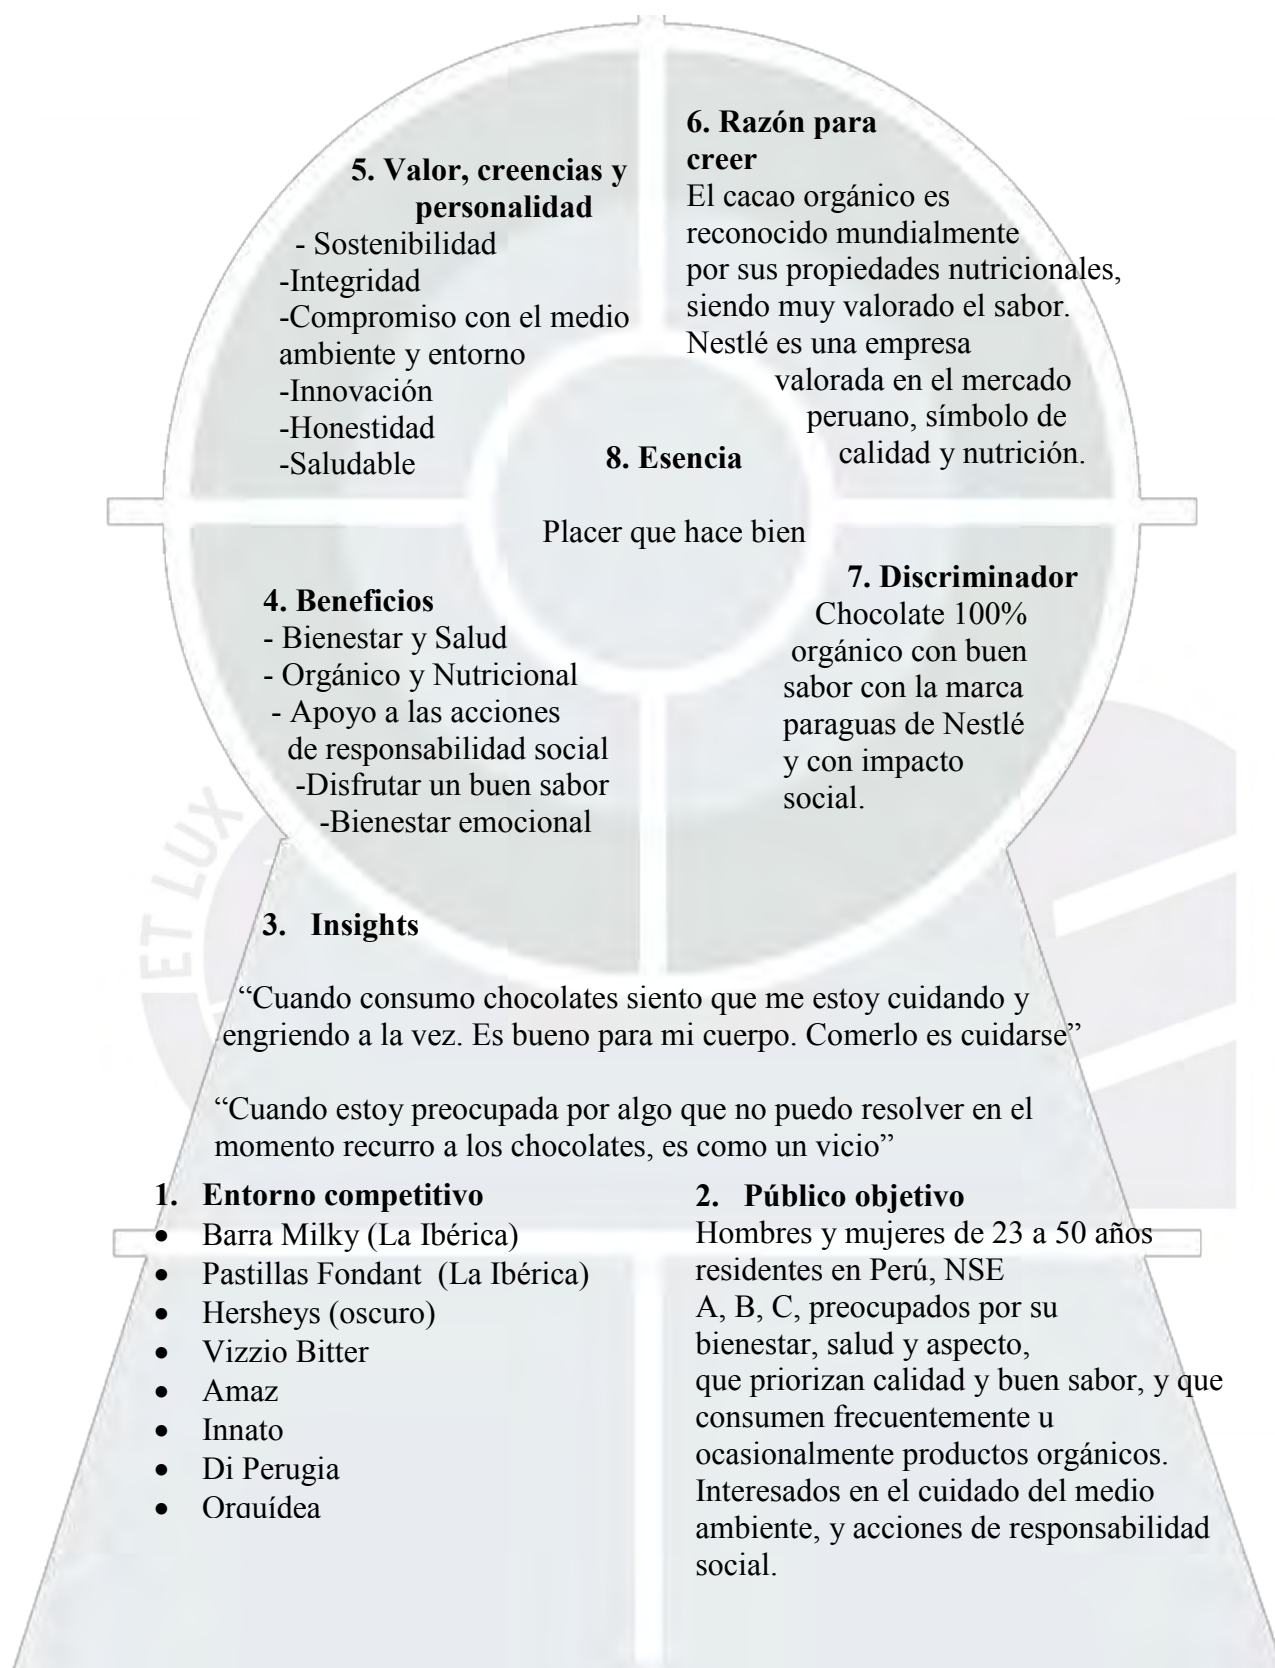 6. Razón para
creer
El cacao orgánico es
reconocido mundialmente
por sus propiedades nutricionales,
siendo muy valorado el sabor.
Nestlé es una empresa
valorada en el mercado
peruano, símbolo de
calidad y nutrición.
5. Valor, creencias y
personalidad
- Sostenibilidad
-Integridad
-Compromiso con el medio
ambiente y entorno
-Innovación
-Honestidad
-Saludable
8. Esencia
Placer que hace bien
7. Discriminador
Chocolate 100%
orgánico con buen
sabor con la marca
paraguas de Nestlé
y con impacto
social.
4. Beneficios
- Bienestar y Salud
- Orgánico y Nutricional
- Apoyo a las acciones
de responsabilidad social
-Disfrutar un buen sabor
-Bienestar emocional
ET LUX
3. Insights
“Cuando consumo chocolates siento que me estoy cuidando y
engriendo a la vez. Es bueno para mi cuerpo. Comerlo es cuidarse”
“Cuando estoy preocupada por algo que no puedo resolver en el
momento recurro a los chocolates, es como un vicio”
1. Entorno competitivo
• Barra Milky (La Ibérica)
• Pastillas Fondant (La Ibérica)
• Hersheys (oscuro)
• Vizzio Bitter
• Amaz
• Innato
• Di Perugia
• Orquídea
2. Público objetivo
Hombres y mujeres de 23 a 50 años
residentes en Perú, NSE
A, B, C, preocupados por su
bienestar, salud y aspecto,
que priorizan calidad y buen sabor, y que
consumen frecuentemente u
ocasionalmente productos orgánicos.
Interesados en el cuidado del medio
ambiente, y acciones de responsabilidad
social.